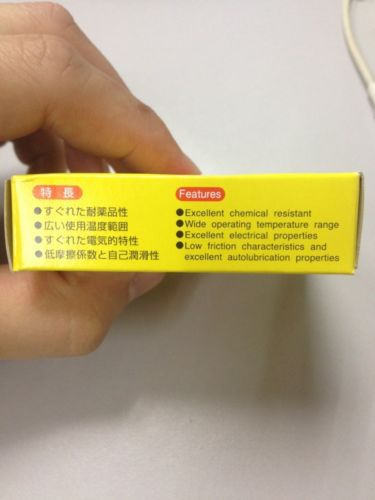 特長
●すぐれた耐薬品性
●広い使用温度範囲
●すぐれた電気的特性
●低摩擦係数と自己潤滑性
Features
●Excellent chemical resistant
●Wide operating temperature range
●Excellent electrical properties
●Low friction characteristics and
excellent autolubrication properties